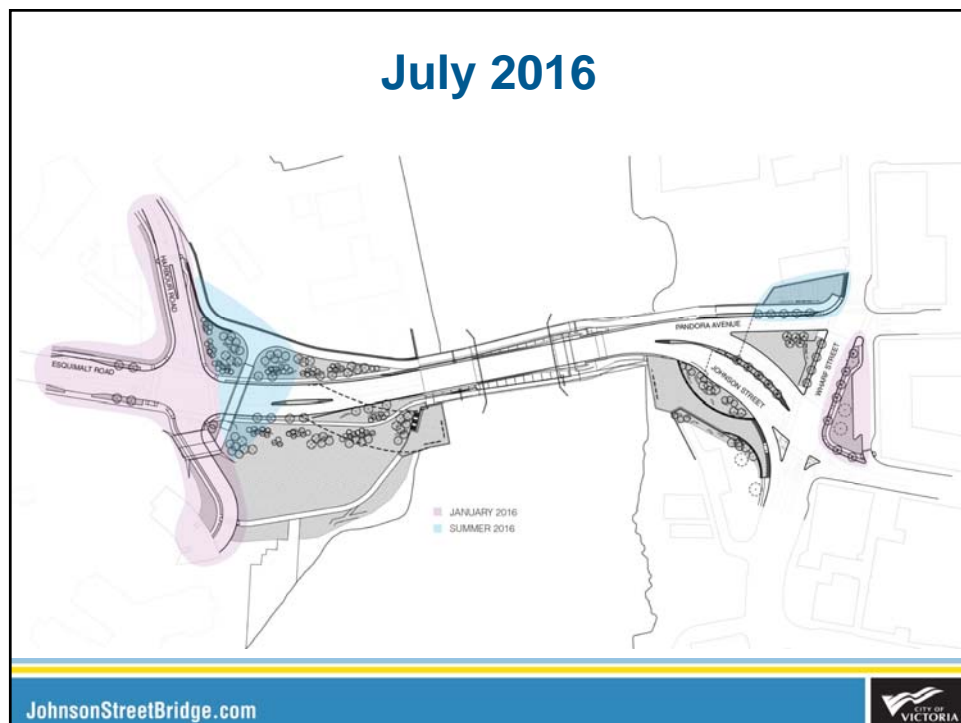 July 2016
HARBOUR ROAD
ESQUIMALT ROAD
PANDORA AVENUE
JOHNSON STREET
WHARF STREET
JANUARY 2016
SUMMER 2016
JohnsonStreetBridge.com
CITY OF
VICTORIA